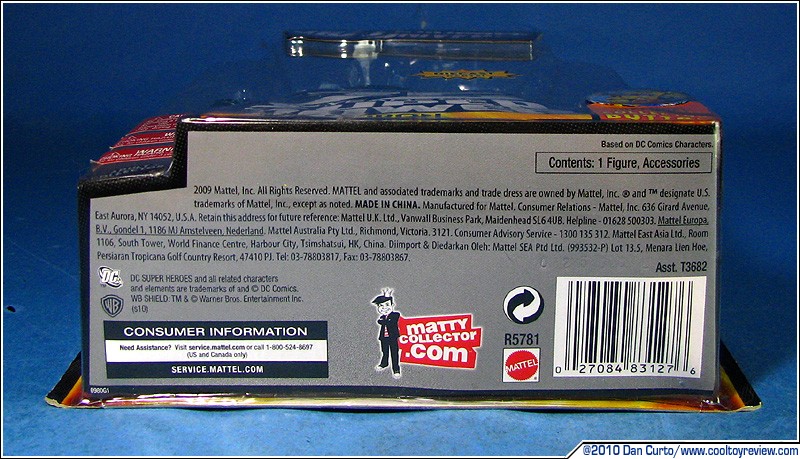 WARN
Based on DC Comics Characters.
Contents: 1 Figure, Accessories
2009 Mattel, Inc. All Rights Reserved. MATTEL and associated trademarks and trade dress are owned by Mattel, Inc. ® and ™ designate U.S.
trademarks of Mattel, Inc., except as noted. MADE IN CHINA. Manufactured for Mattel. Consumer Relations - Mattel, Inc. 636 Girard Avenue,
East Aurora, NY 14052, U.S.A. Retain this address for future reference: Mattel U.K. Ltd., Vanwall Business Park, Maidenhead SL6 4UB. Helpline - 01628 500303. Mattel Europa,
B.V., Gondel 1, 1186 MJ Amstelveen, Nederland. Mattel Australia Pty Ltd., Richmond, Victoria. 3121. Consumer Advisory Service - 1300 135 312. Mattel East Asia Ltd., Room
1106, South Tower, World Finance Centre, Harbour City, Tsimshatsui, HK, China. Diimport & Diedarkan Oleh: Mattel SEA Ptd Ltd. (993532-P) Lot 13.5, Menara Lien Hoe,
Persiaran Tropicana Golf Country Resort, 47410 PJ. Tel: 03-78803817, Fax: 03-78803867.
Asst. T3682
DC
DC SUPER HEROES and all related characters
and elements are trademarks of and © DC Comics.
WB SHIELD: TM & © Warner Bros. Entertainment Inc.
(s10)
WB
CONSUMER INFORMATION
Need Assistance? Visit service.mattel.com or call 1-800-524-8697
(US and Canada only)
SERVICE.MATTEL.COM
MATTY
COLLECTOR
.com
R5781
MATTEL
0 27084 83127 6
©2010 Dan Curto/www.cooltoyreview.com